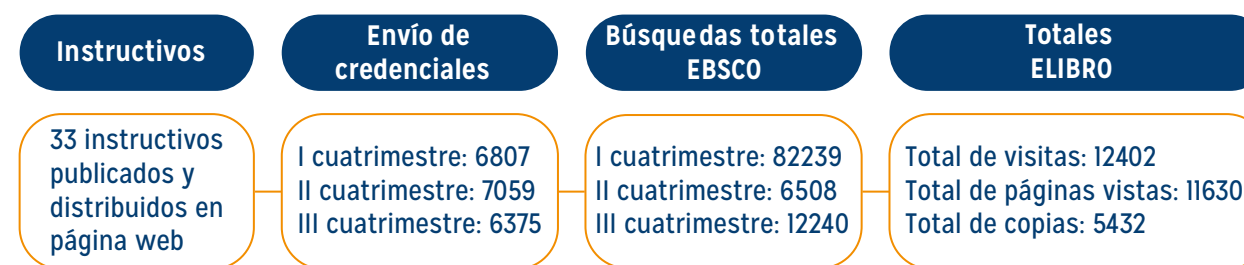 Instructivos
33 instructivos
publicados y
distribuidos en
página web
Envío de
credenciales
I cuatrimestre: 6807
II cuatrimestre: 7059
III cuatrimestre: 6375
Búsquedas totales
EBSCO
I cuatrimestre: 82239
II cuatrimestre: 6508
III cuatrimestre: 12240
Totales
ELIBRO
Total de visitas: 12402
Total de páginas vistas: 11630
Total de copias: 5432